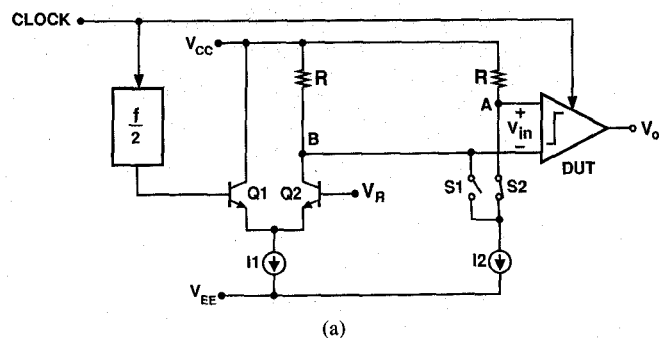 CLOCK
V_CC
R
R
A
+
V_in
−
DUT
V_o
f/2
B
S1
S2
Q1
Q2
V_R
I1
I2
V_EE
(a)